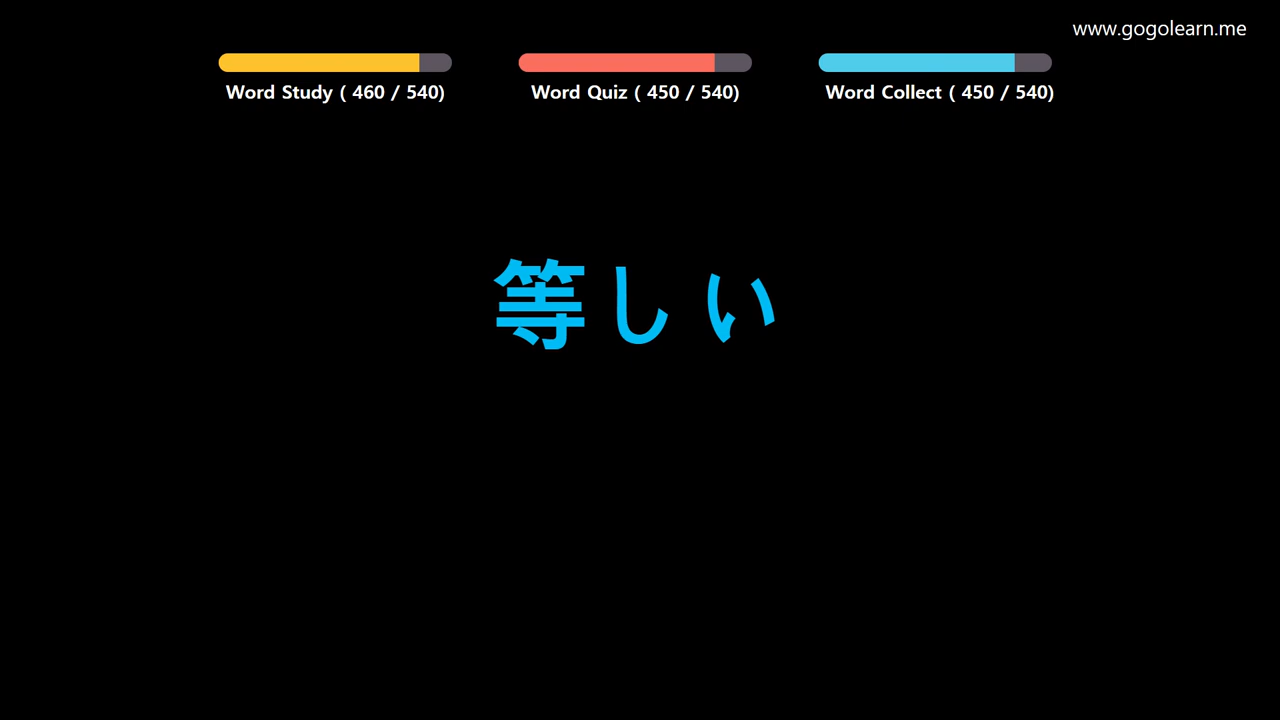 www.gogolearn.me
Word Study ( 460 / 540)
Word Quiz ( 450 / 540)
Word Collect ( 450 / 540)
等しい